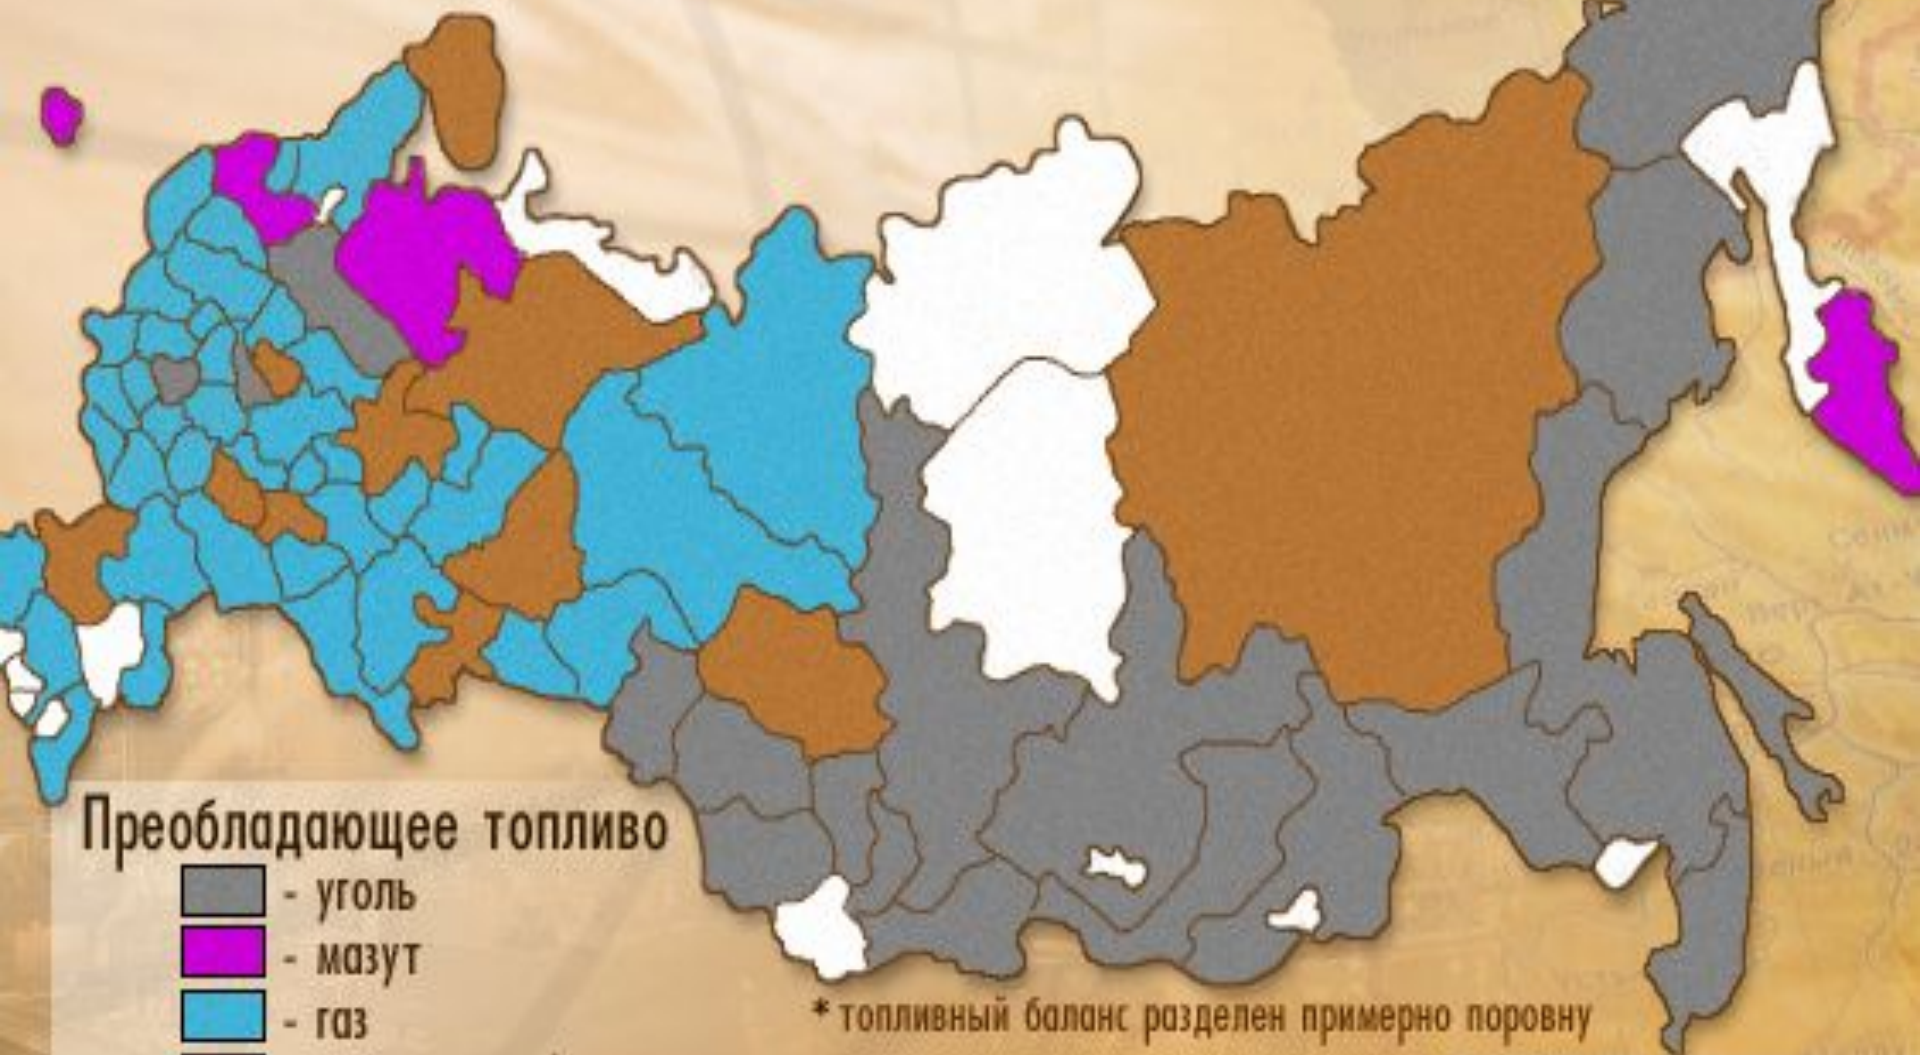 Преобладающее топливо
- уголь
- мазут
- газ
* топливный баланс разделен примерно поровну